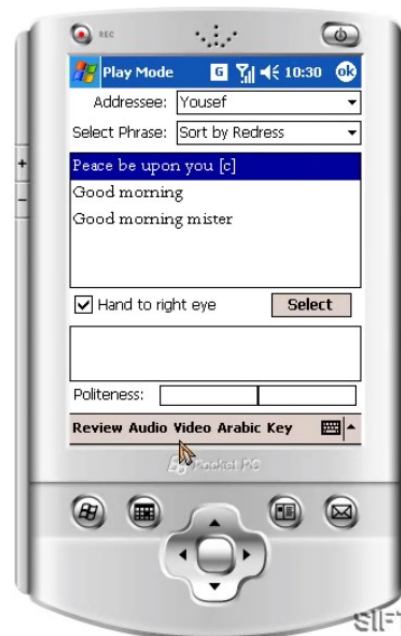 REC
Play Mode G 10:30 ok
Addressee: Yousef
Select Phrase: Sort by Redress
Peace be upon you [c]
Good morning
Good morning mister
Hand to right eye Select
Politeness:
Review Audio Video Arabic Key
Pocket PC
SIFT